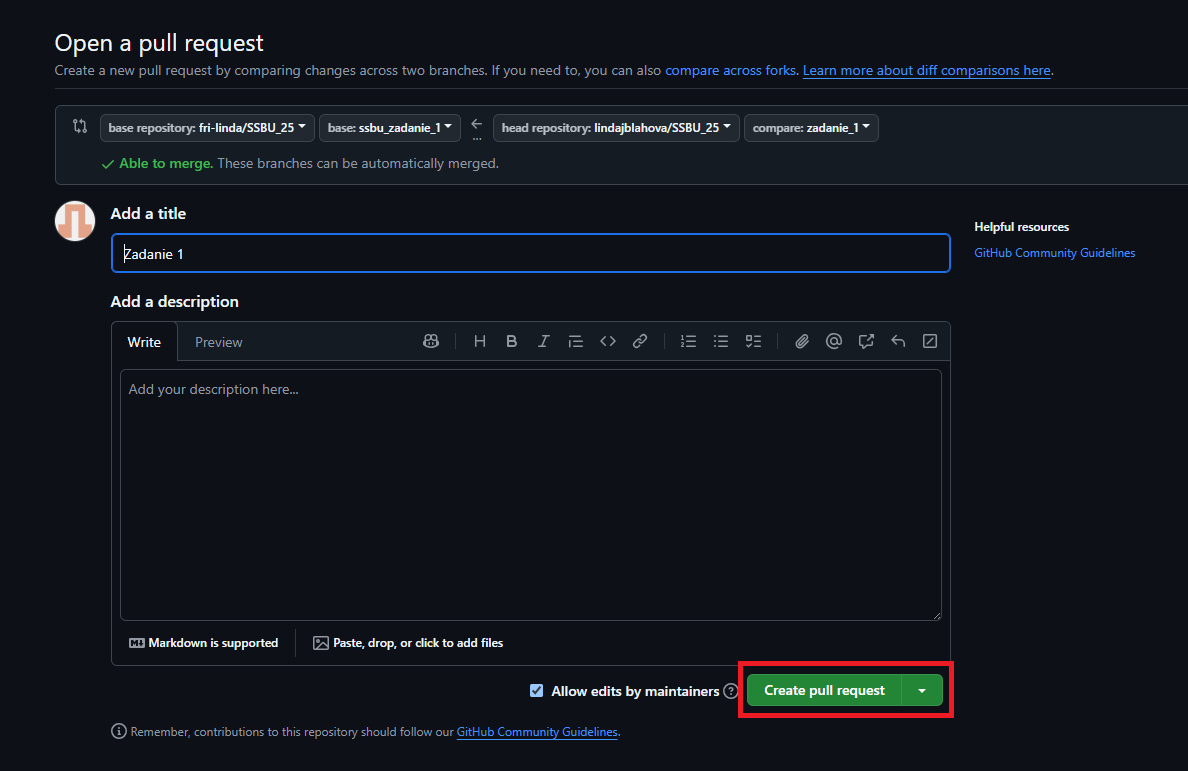 Open a pull request
Create a new pull request by comparing changes across two branches. If you need to, you can also compare across forks. Learn more about diff comparisons here.
base repository: fri-linda/SSBU_25 base: ssbu_zadanie_1 ... head repository: lindajblahova/SSBU_25 compare: zadanie_1
Able to merge. These branches can be automatically merged.
Add a title
Zadanie 1
Helpful resources
GitHub Community Guidelines
Add a description
Write Preview
Add your description here...
Markdown is supported Paste, drop, or click to add files
Allow edits by maintainers Create pull request
Remember, contributions to this repository should follow our GitHub Community Guidelines.